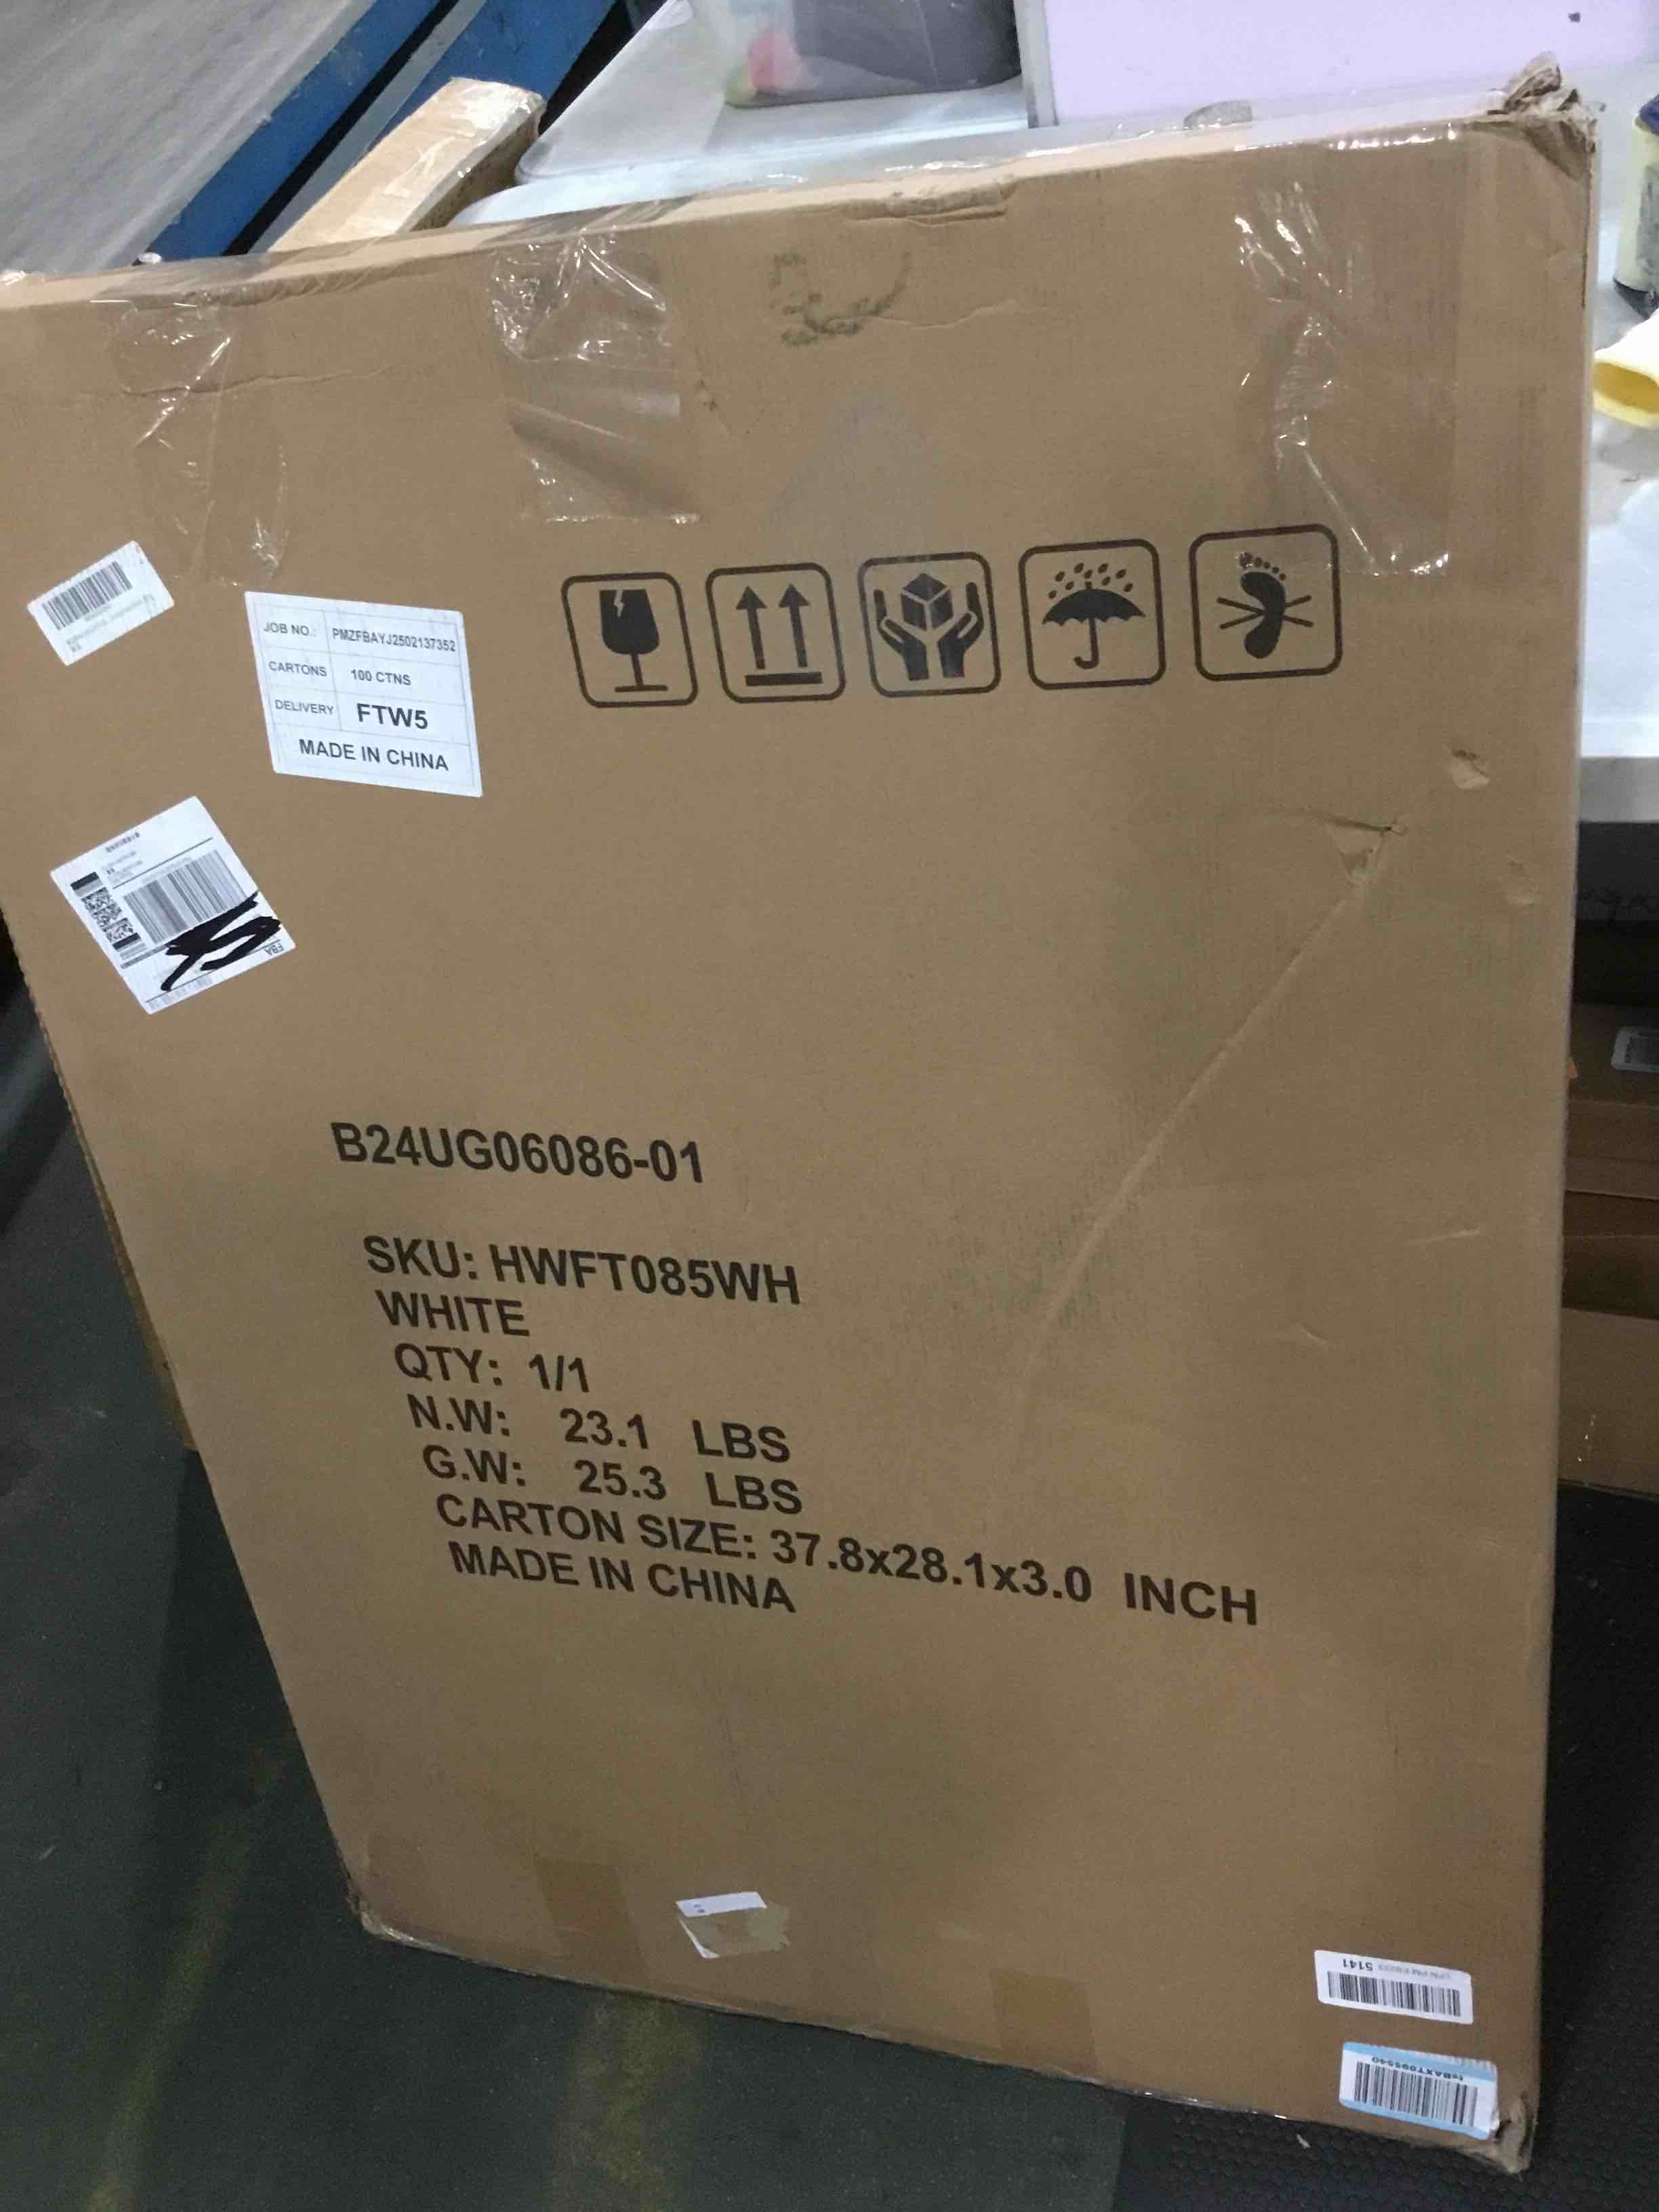 JOB NO.: PMZFBAYJ2502137352
CARTONS 100 CTNS
DELIVERY FTW5
MADE IN CHINA
FBA
B24UG06086-01
SKU: HWFT085WH
WHITE
QTY: 1/1
N.W: 23.1 LBS
G.W: 25.3 LBS
CARTON SIZE: 37.8x28.1x3.0 INCH
MADE IN CHINA
5141